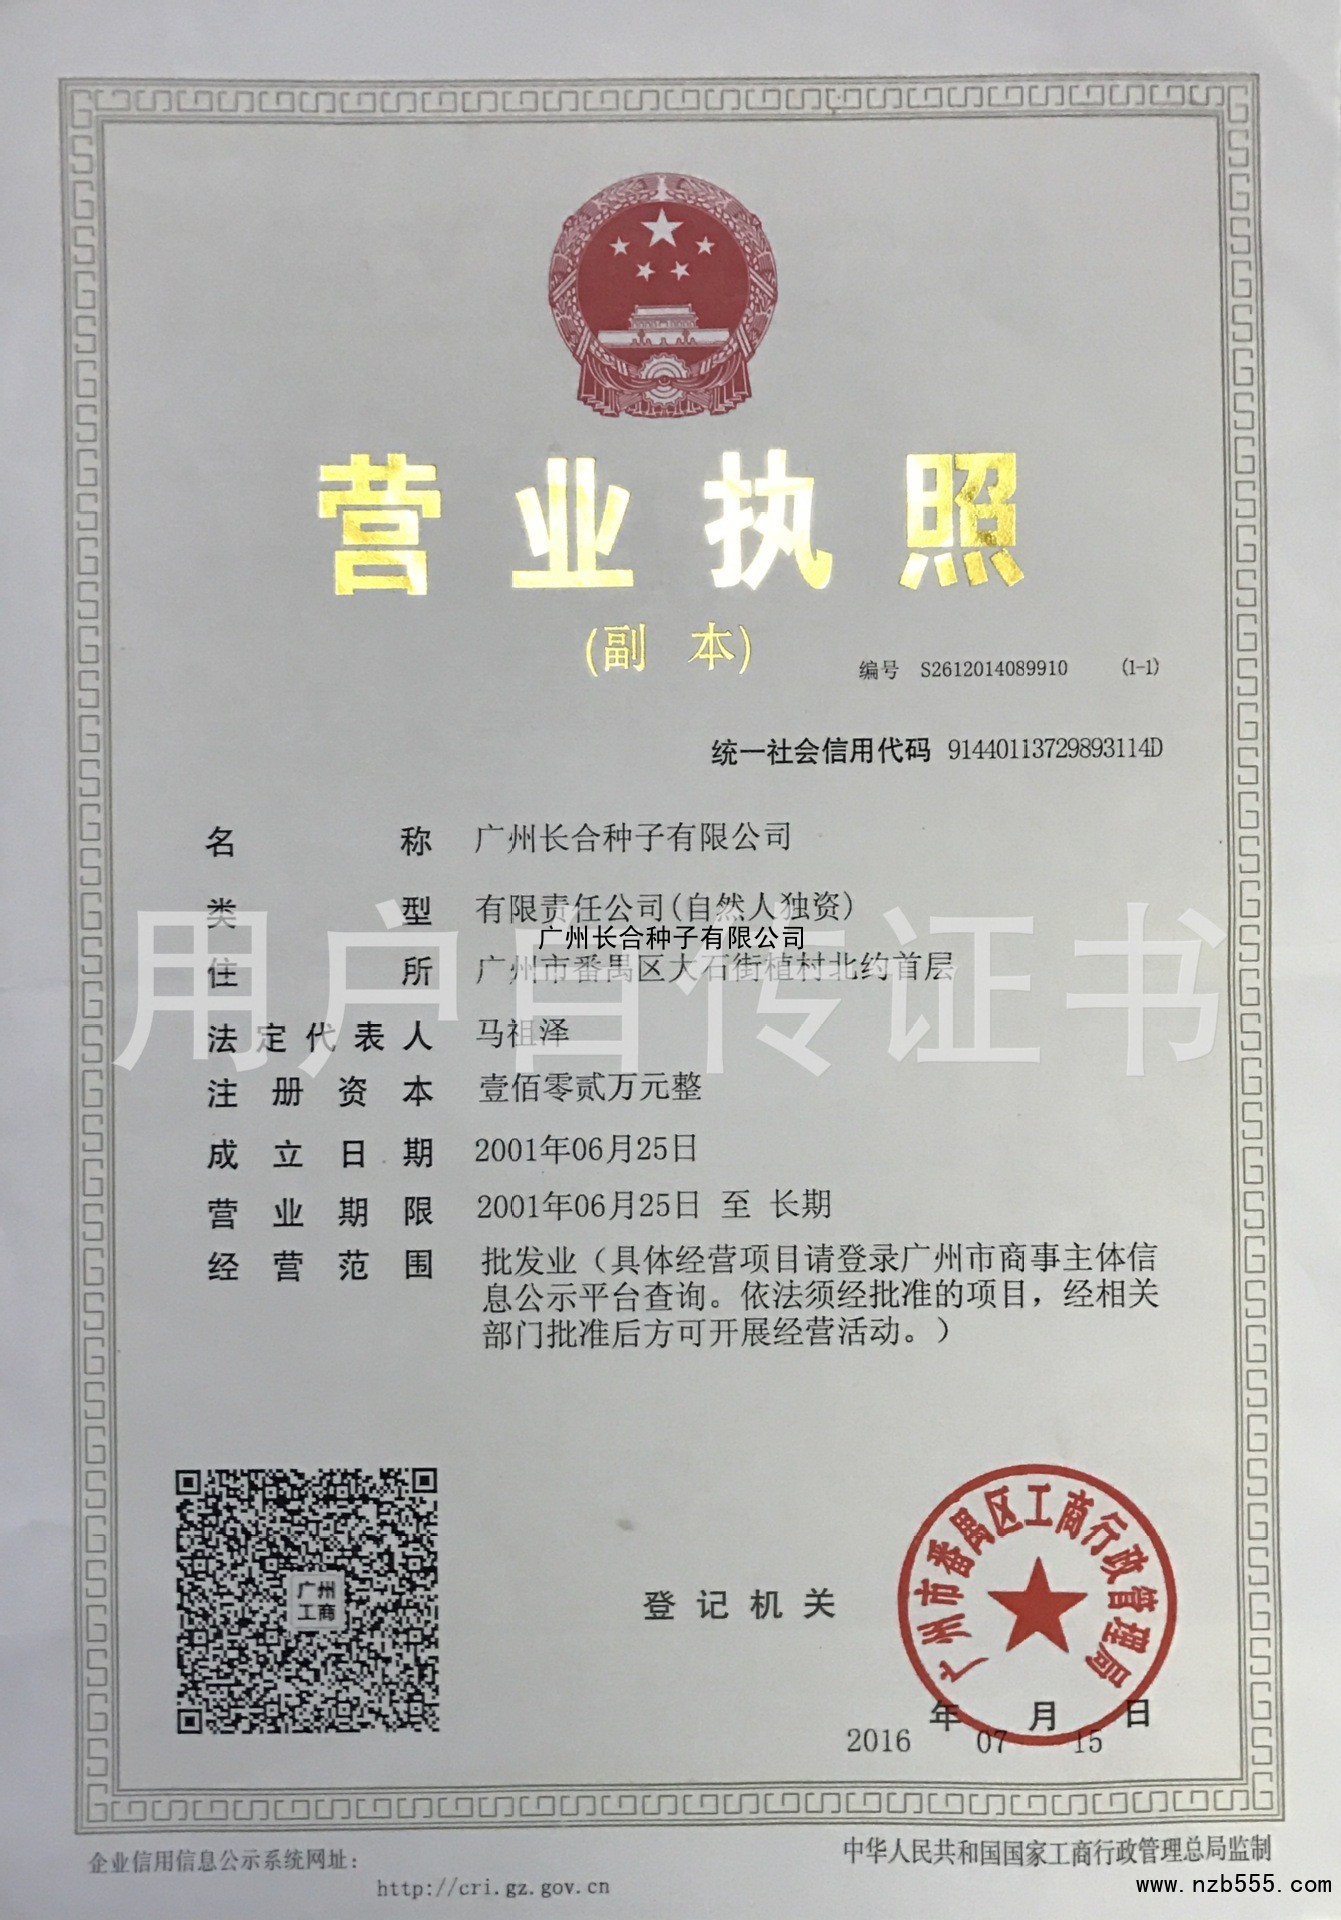 营业执照
(副 本)
编号 S2612014089910 (1-1)
统一社会信用代码 91440113729893114D
名 称 广州长合种子有限公司
类 型 有限责任公司(自然人独资)
广州长合种子有限公司
用户自传证书
住 所 广州市番禺区大石街植村北约首层
法定代表人 马祖泽
注册资本 壹佰零贰万元整
成立日期 2001年06月25日
营业期限 2001年06月25日 至 长期
经营范围 批发业（具体经营项目请登录广州市商事主体信
息公示平台查询。依法须经批准的项目，经相关
部门批准后方可开展经营活动。）
广州
工商
登记机关
广州市番禺区工商行政管理局
年 月 日
2016 07 15
企业信用信息公示系统网址：
http://cri.gz.gov.cn
中华人民共和国国家工商行政管理总局监制
www.nzb555.com